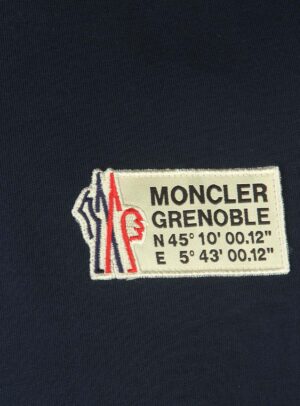 MONCLER
GRENOBLE
N 45° 10' 00.12"
E 5° 43' 00.12"